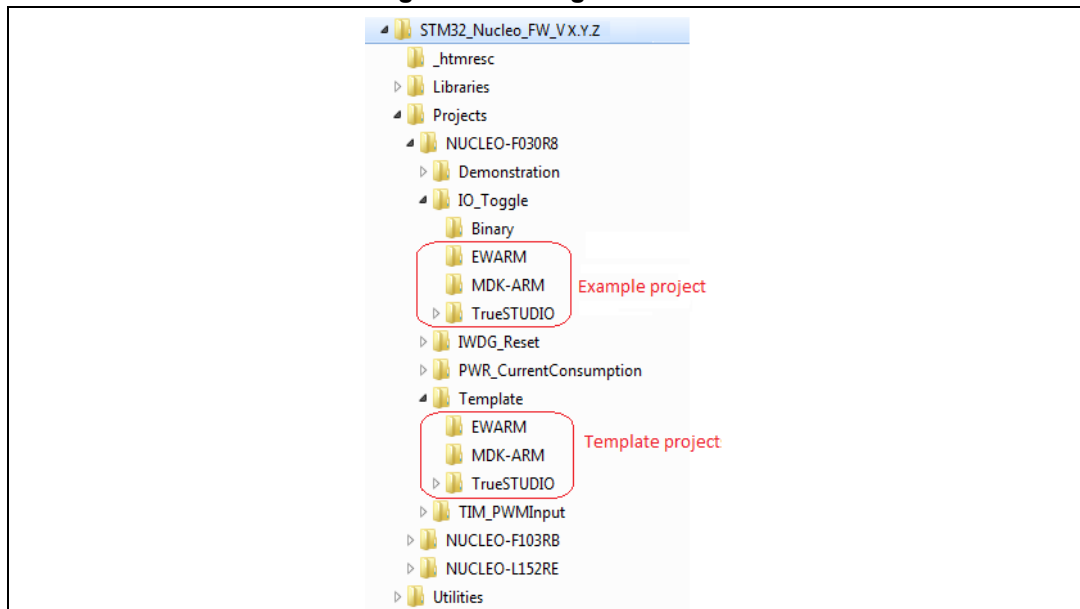 STM32_Nucleo_FW_V X.Y.Z
_htmresc
Libraries
Projects
NUCLEO-F030R8
Demonstration
IO_Toggle
Binary
EWARM
MDK-ARM
Example project
TrueSTUDIO
IWDG_Reset
PWR_CurrentConsumption
Template
EWARM
Template project
MDK-ARM
TrueSTUDIO
TIM_PWMInput
NUCLEO-F103RB
NUCLEO-L152RE
Utilities